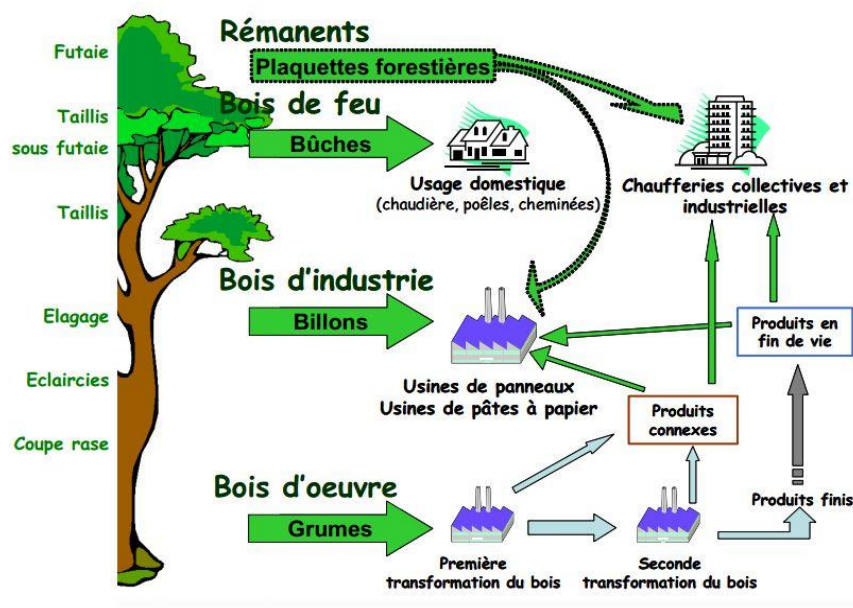 Futaie
Taillis
sous futaie
Taillis
Elagage
Eclaircies
Coupe rase
Rémanents
Plaquettes forestières
Bois de feu
Bûches
Usage domestique
(chaudière, poêles, cheminées)
Chaufferies collectives et
industrielles
Bois d'industrie
Billons
Usines de panneaux
Usines de pâtes à papier
Produits en
fin de vie
Produits
connexes
Bois d'oeuvre
Grumes
Première
transformation du bois
Seconde
transformation du bois
Produits finis